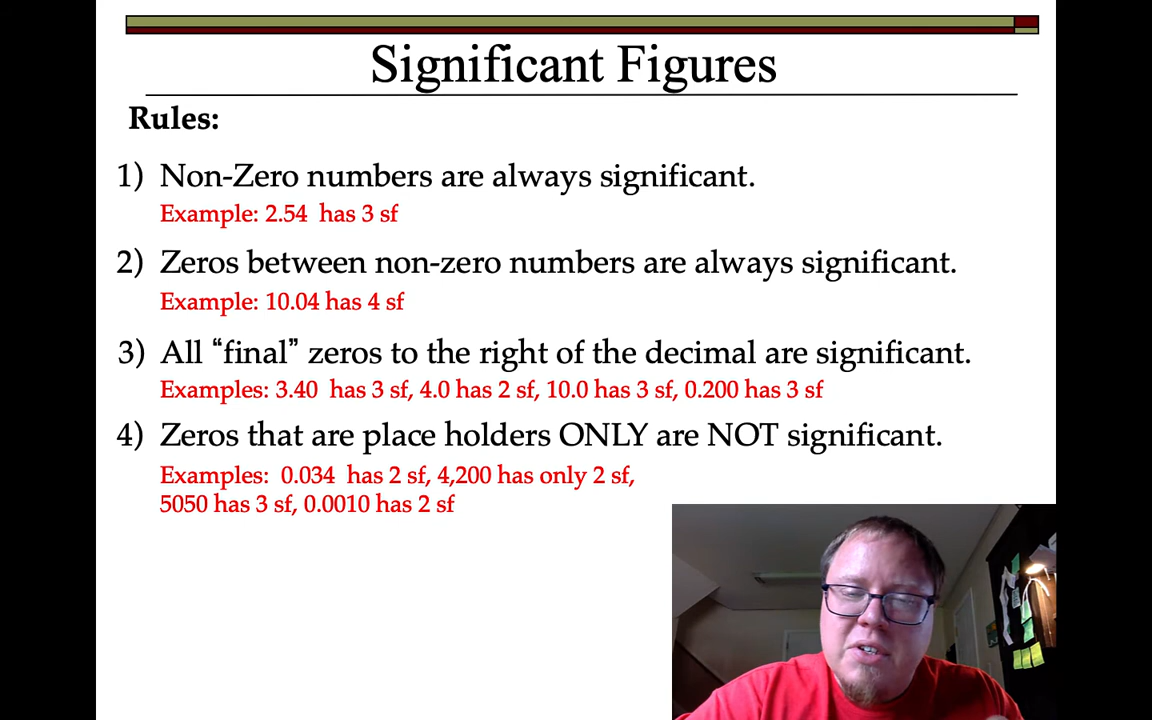 Significant Figures
Rules:
1) Non-Zero numbers are always significant.
Example: 2.54 has 3 sf
2) Zeros between non-zero numbers are always significant.
Example: 10.04 has 4 sf
3) All “final” zeros to the right of the decimal are significant.
Examples: 3.40 has 3 sf, 4.0 has 2 sf, 10.0 has 3 sf, 0.200 has 3 sf
4) Zeros that are place holders ONLY are NOT significant.
Examples: 0.034 has 2 sf, 4,200 has only 2 sf,
5050 has 3 sf, 0.0010 has 2 sf